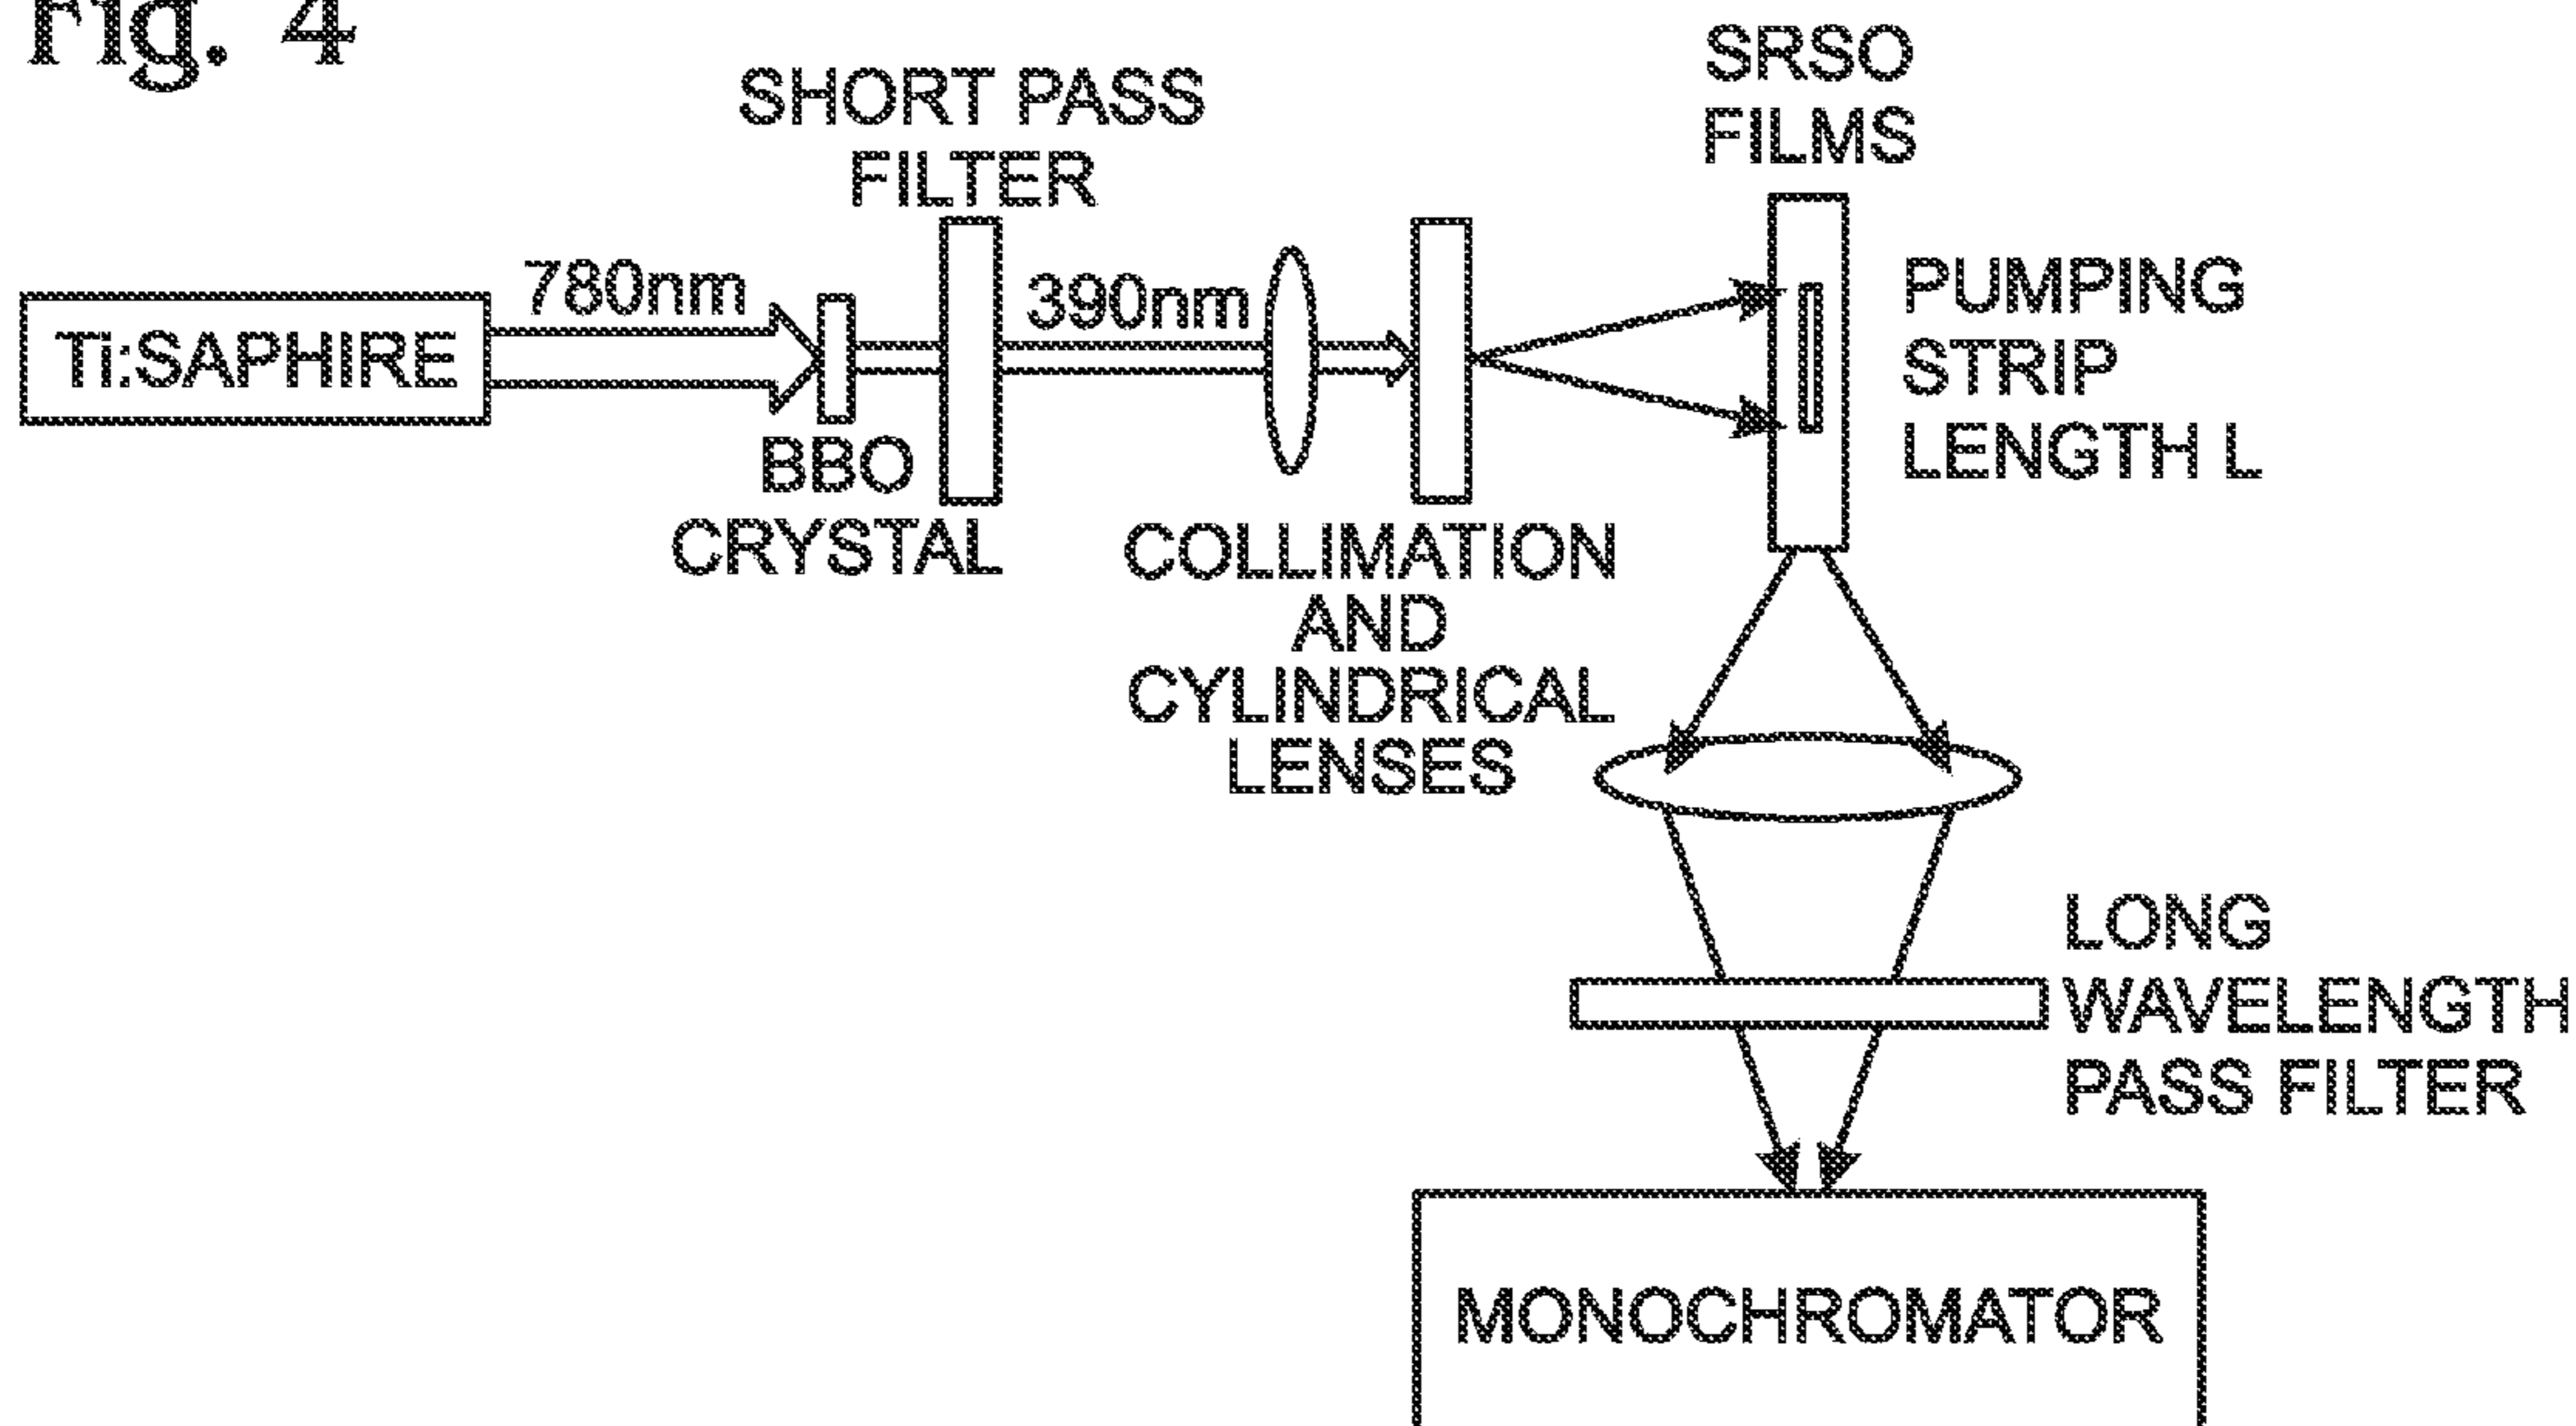 Fig. 4
SHORT PASS
FILTER
SRSO
FILMS
Ti:SAPHIRE
780nm
390nm
BBO
CRYSTAL
COLLIMATION
AND
CYLINDRICAL
LENSES
PUMPING
STRIP
LENGTH L
LONG
WAVELENGTH
PASS FILTER
MONOCHROMATOR